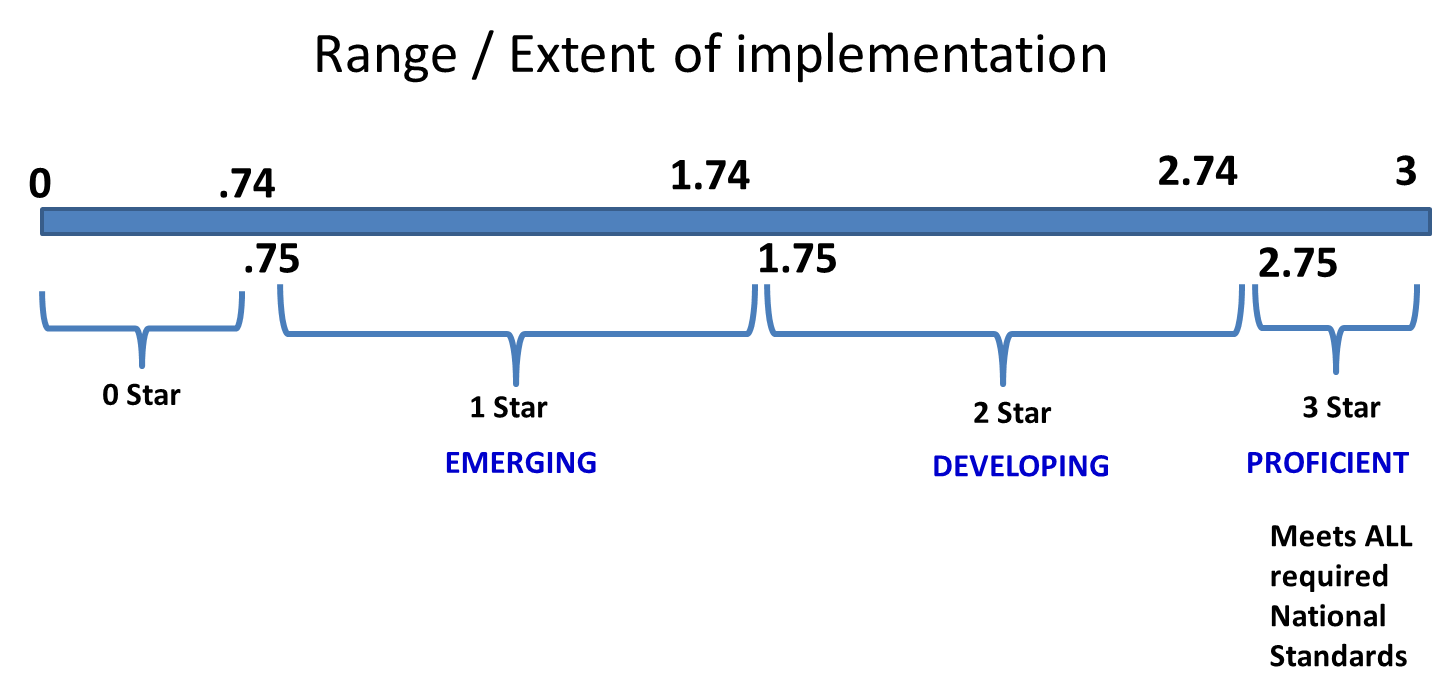 Range / Extent of implementation
0 .74 1.74 2.74 3
.75 1.75 2.75
0 Star 1 Star 2 Star 3 Star
EMERGING DEVELOPING PROFICIENT
Meets ALL
required
National
Standards